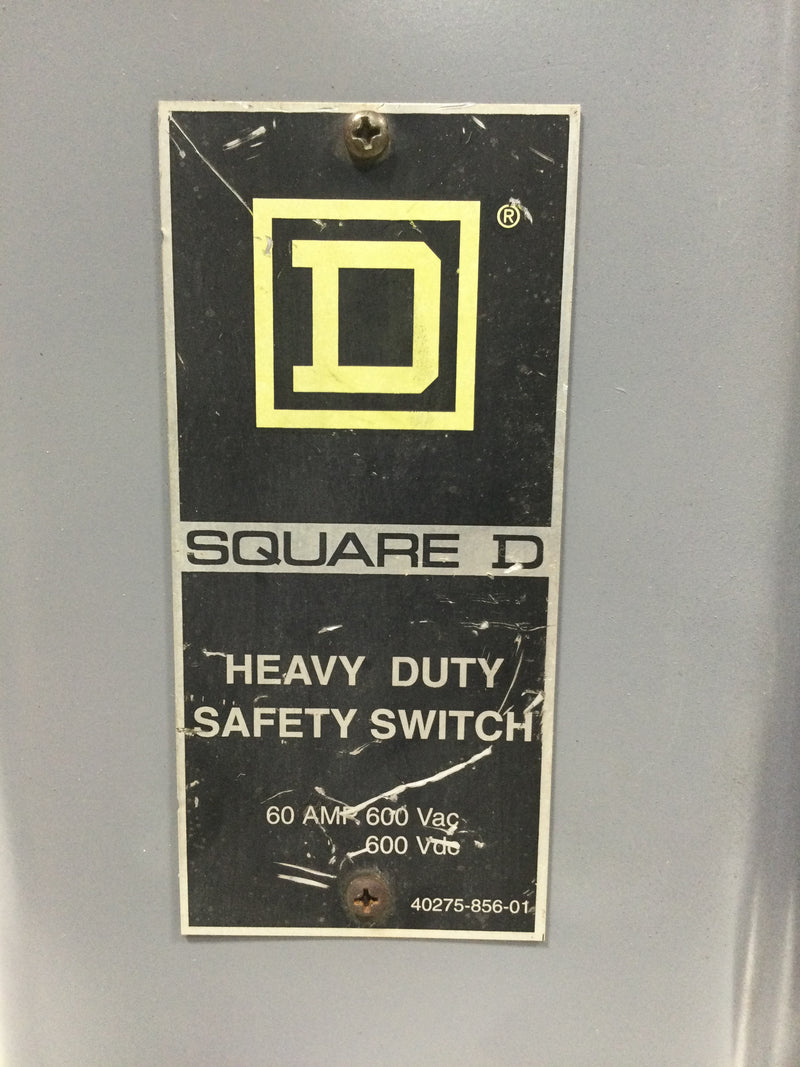 D
®
SQUARE D
HEAVY DUTY
SAFETY SWITCH
60 AMP 600 Vac
600 Vdc
40275-856-01